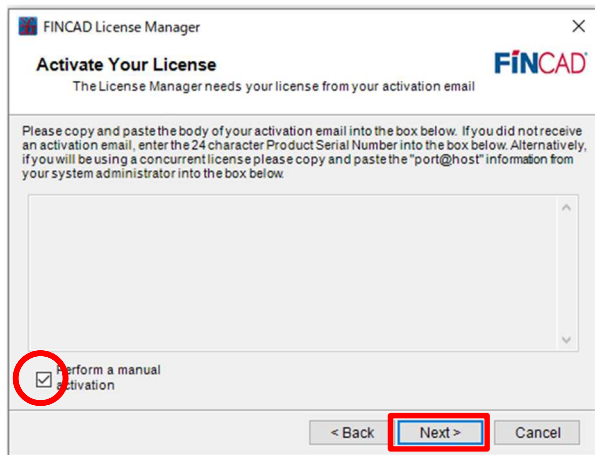 FINCAD License Manager
Activate Your License
The License Manager needs your license from your activation email
FINCAD
Please copy and paste the body of your activation email into the box below. If you did not receive
an activation email, enter the 24 character Product Serial Number into the box below. Alternatively,
if you will be using a concurrent license please copy and paste the "port@host" information from
your system administrator into the box below.
Perform a manual
activation
< Back
Next >
Cancel